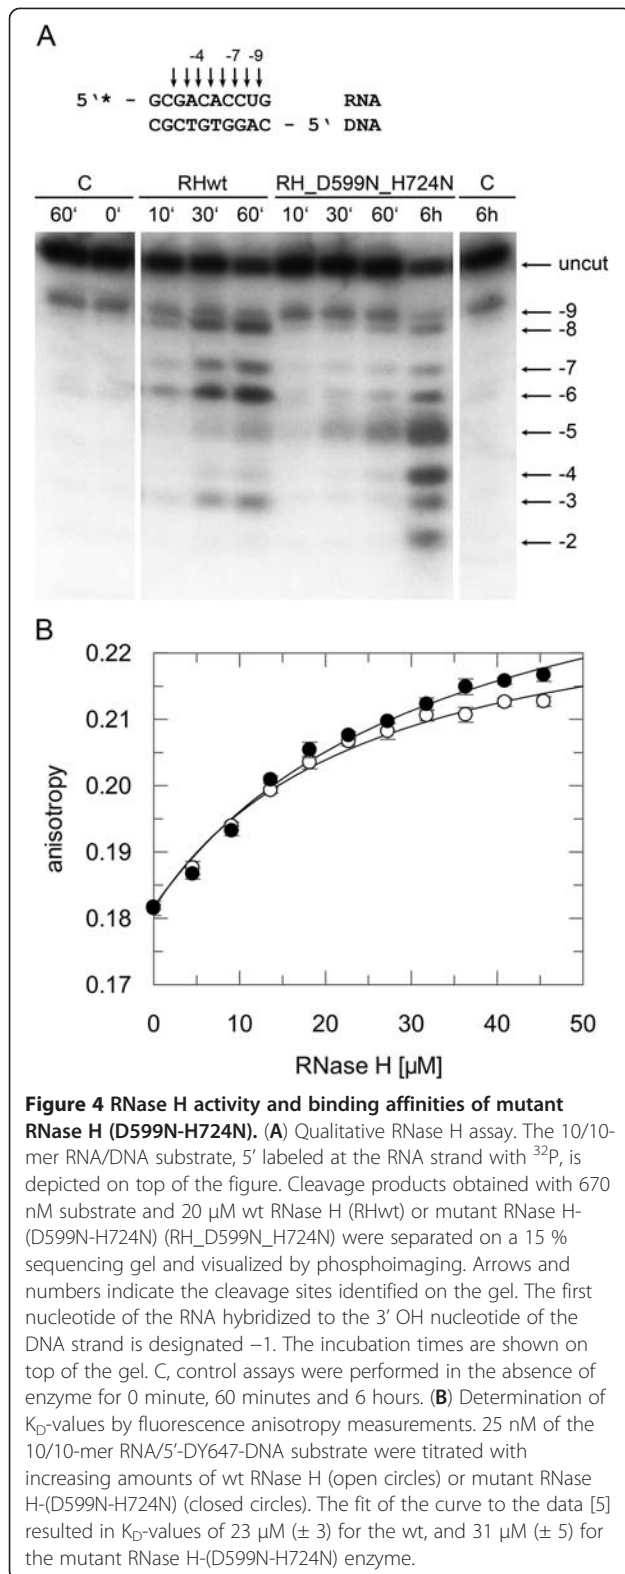 A
-4 -7 -9
5‘* - GCGACACCUG RNA
CGCTGTGGAC - 5‘ DNA
C RHwt RH_D599N_H724N C
60‘ 0‘ 10‘ 30‘ 60‘ 10‘ 30‘ 60‘ 6h 6h
uncut
-9
-8
-7
-6
-5
-4
-3
-2
B
0.22
0.21
0.20
0.19
0.18
0.17
anisotropy
0 10 20 30 40 50
RNase H [µM]
Figure 4 RNase H activity and binding affinities of mutant
RNase H (D599N-H724N). (A) Qualitative RNase H assay. The 10/10-
mer RNA/DNA substrate, 5’ labeled at the RNA strand with 32P, is
depicted on top of the figure. Cleavage products obtained with 670
nM substrate and 20 µM wt RNase H (RHwt) or mutant RNase H-
(D599N-H724N) (RH_D599N_H724N) were separated on a 15 %
sequencing gel and visualized by phosphoimaging. Arrows and
numbers indicate the cleavage sites identified on the gel. The first
nucleotide of the RNA hybridized to the 3’ OH nucleotide of the
DNA strand is designated −1. The incubation times are shown on
top of the gel. C, control assays were performed in the absence of
enzyme for 0 minute, 60 minutes and 6 hours. (B) Determination of
KD-values by fluorescence anisotropy measurements. 25 nM of the
10/10-mer RNA/5’-DY647-DNA substrate were titrated with
increasing amounts of wt RNase H (open circles) or mutant RNase
H-(D599N-H724N) (closed circles). The fit of the curve to the data [5]
resulted in KD-values of 23 µM (± 3) for the wt, and 31 µM (± 5) for
the mutant RNase H-(D599N-H724N) enzyme.